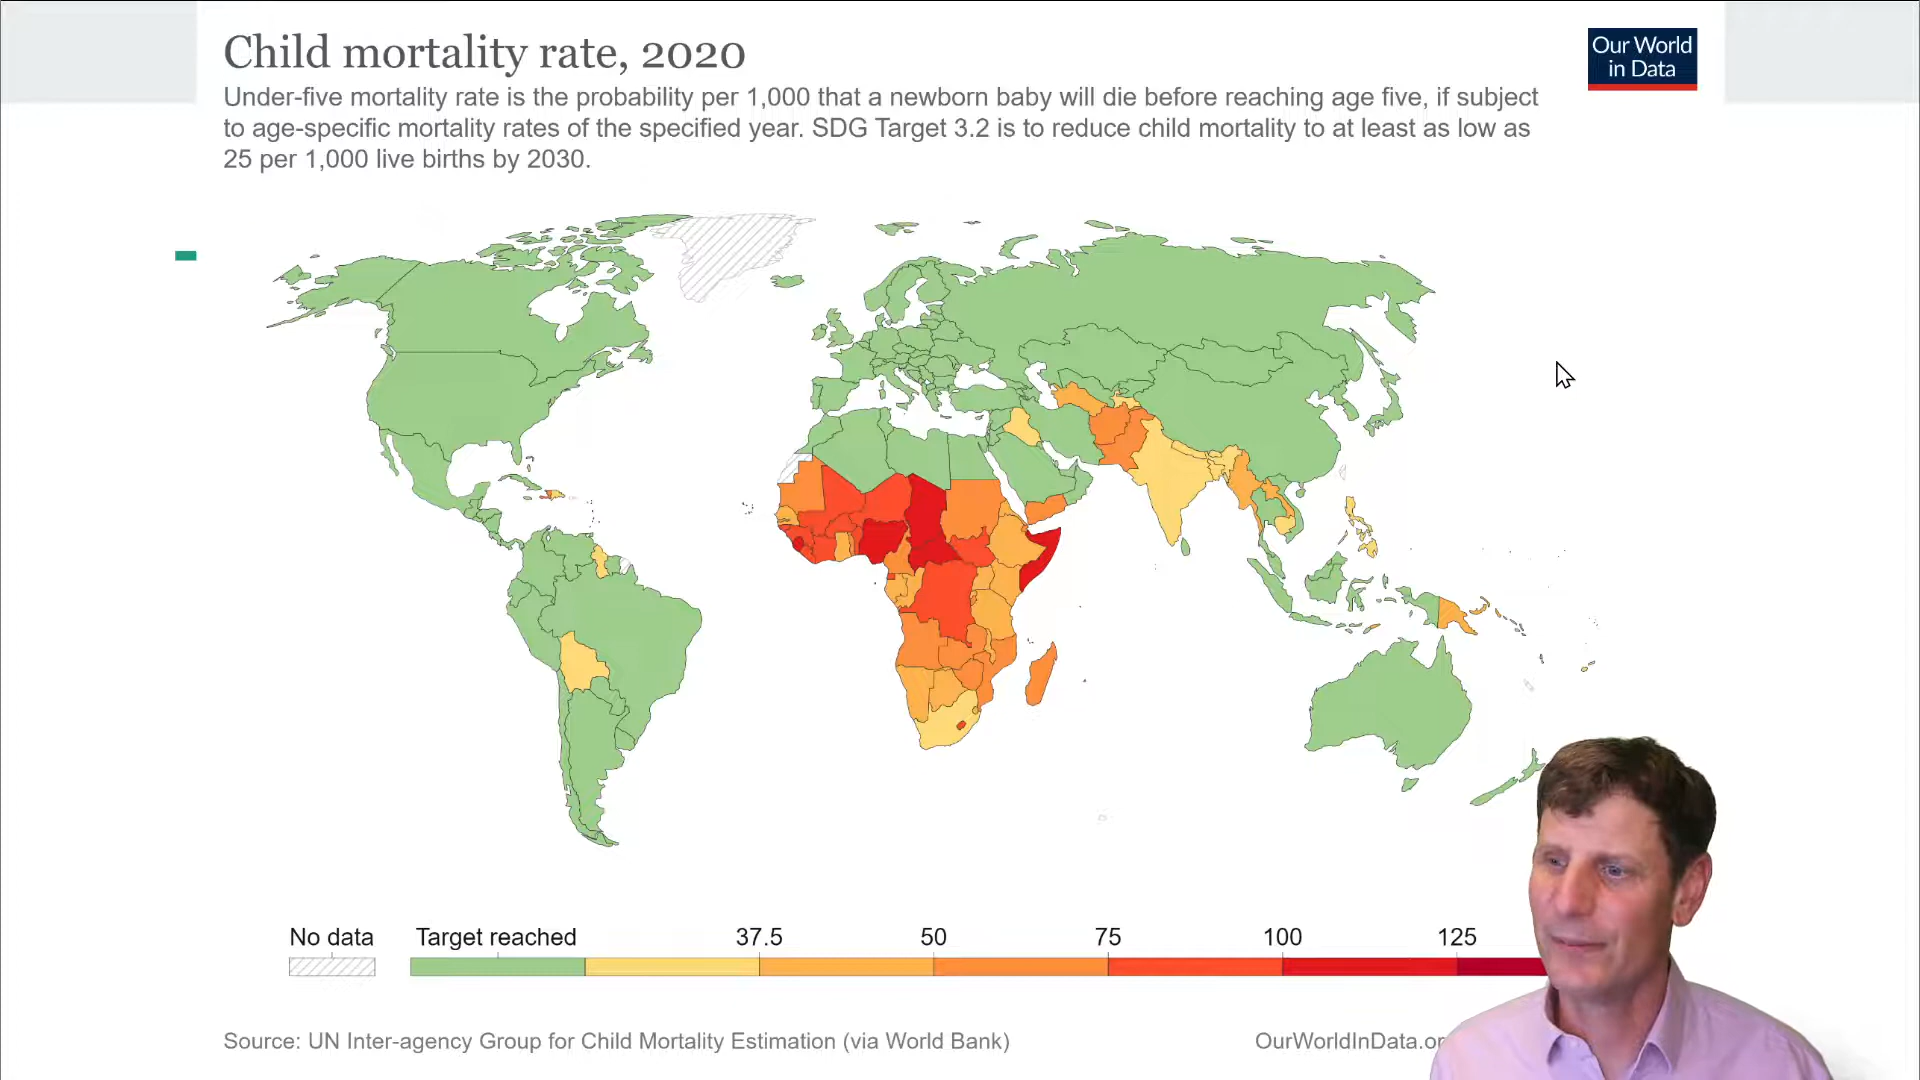 Child mortality rate, 2020
Our World
in Data
Under-five mortality rate is the probability per 1,000 that a newborn baby will die before reaching age five, if subject
to age-specific mortality rates of the specified year. SDG Target 3.2 is to reduce child mortality to at least as low as
25 per 1,000 live births by 2030.
No data
Target reached
37.5
50
75
100
125
Source: UN Inter-agency Group for Child Mortality Estimation (via World Bank)